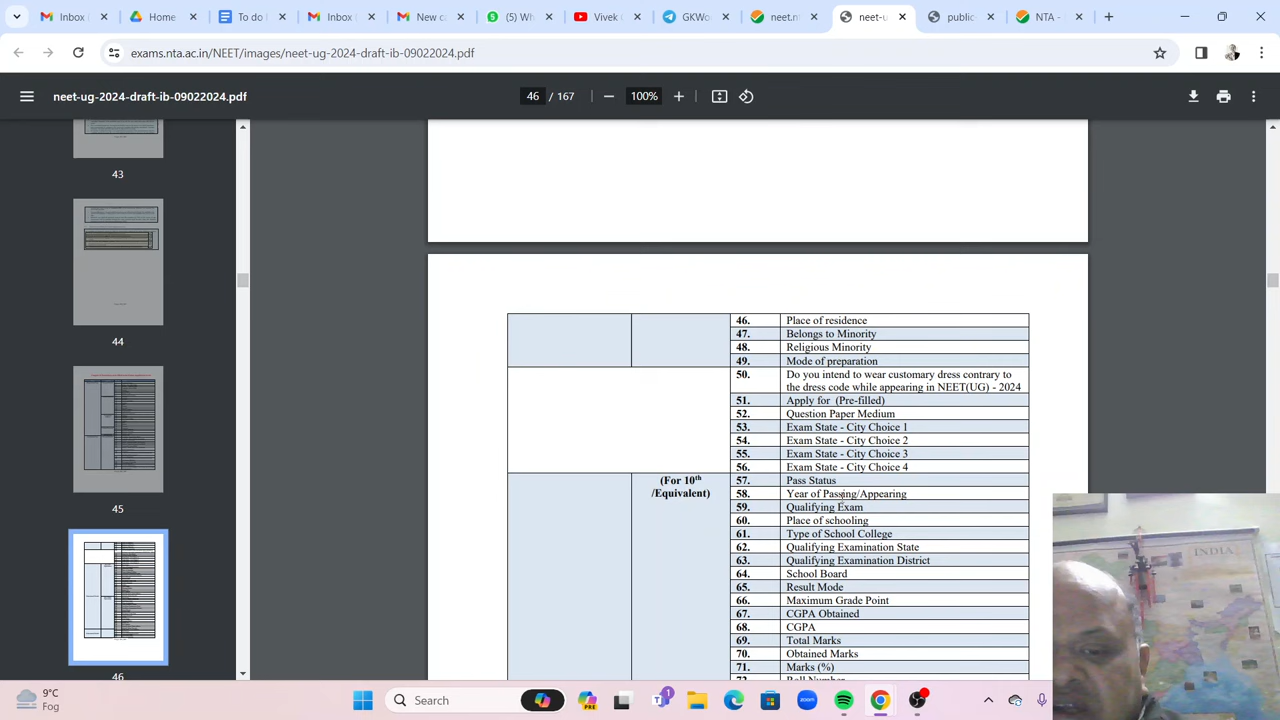 Inbox (
Home
To do l
Inbox (
New ca
(5) Wh
Vivek C
GKWo
neet.n
neet-u
public
NTA -
exams.nta.ac.in/NEET/images/neet-ug-2024-draft-ib-09022024.pdf
neet-ug-2024-draft-ib-09022024.pdf
46 / 167
100%
43
44
45
46
46. Place of residence
47. Belongs to Minority
48. Religious Minority
49. Mode of preparation
50. Do you intend to wear customary dress contrary to
the dress code while appearing in NEET(UG) - 2024
51. Apply for (Pre-filled)
52. Question Paper Medium
53. Exam State - City Choice 1
54. Exam State - City Choice 2
55. Exam State - City Choice 3
56. Exam State - City Choice 4
(For 10th
/Equivalent)
57. Pass Status
58. Year of Passing/Appearing
59. Qualifying Exam
60. Place of schooling
61. Type of School College
62. Qualifying Examination State
63. Qualifying Examination District
64. School Board
65. Result Mode
66. Maximum Grade Point
67. CGPA Obtained
68. CGPA
69. Total Marks
70. Obtained Marks
71. Marks (%)
72. Roll Number
INDIA
9°C
Fog
Search
PRE
1
zoom